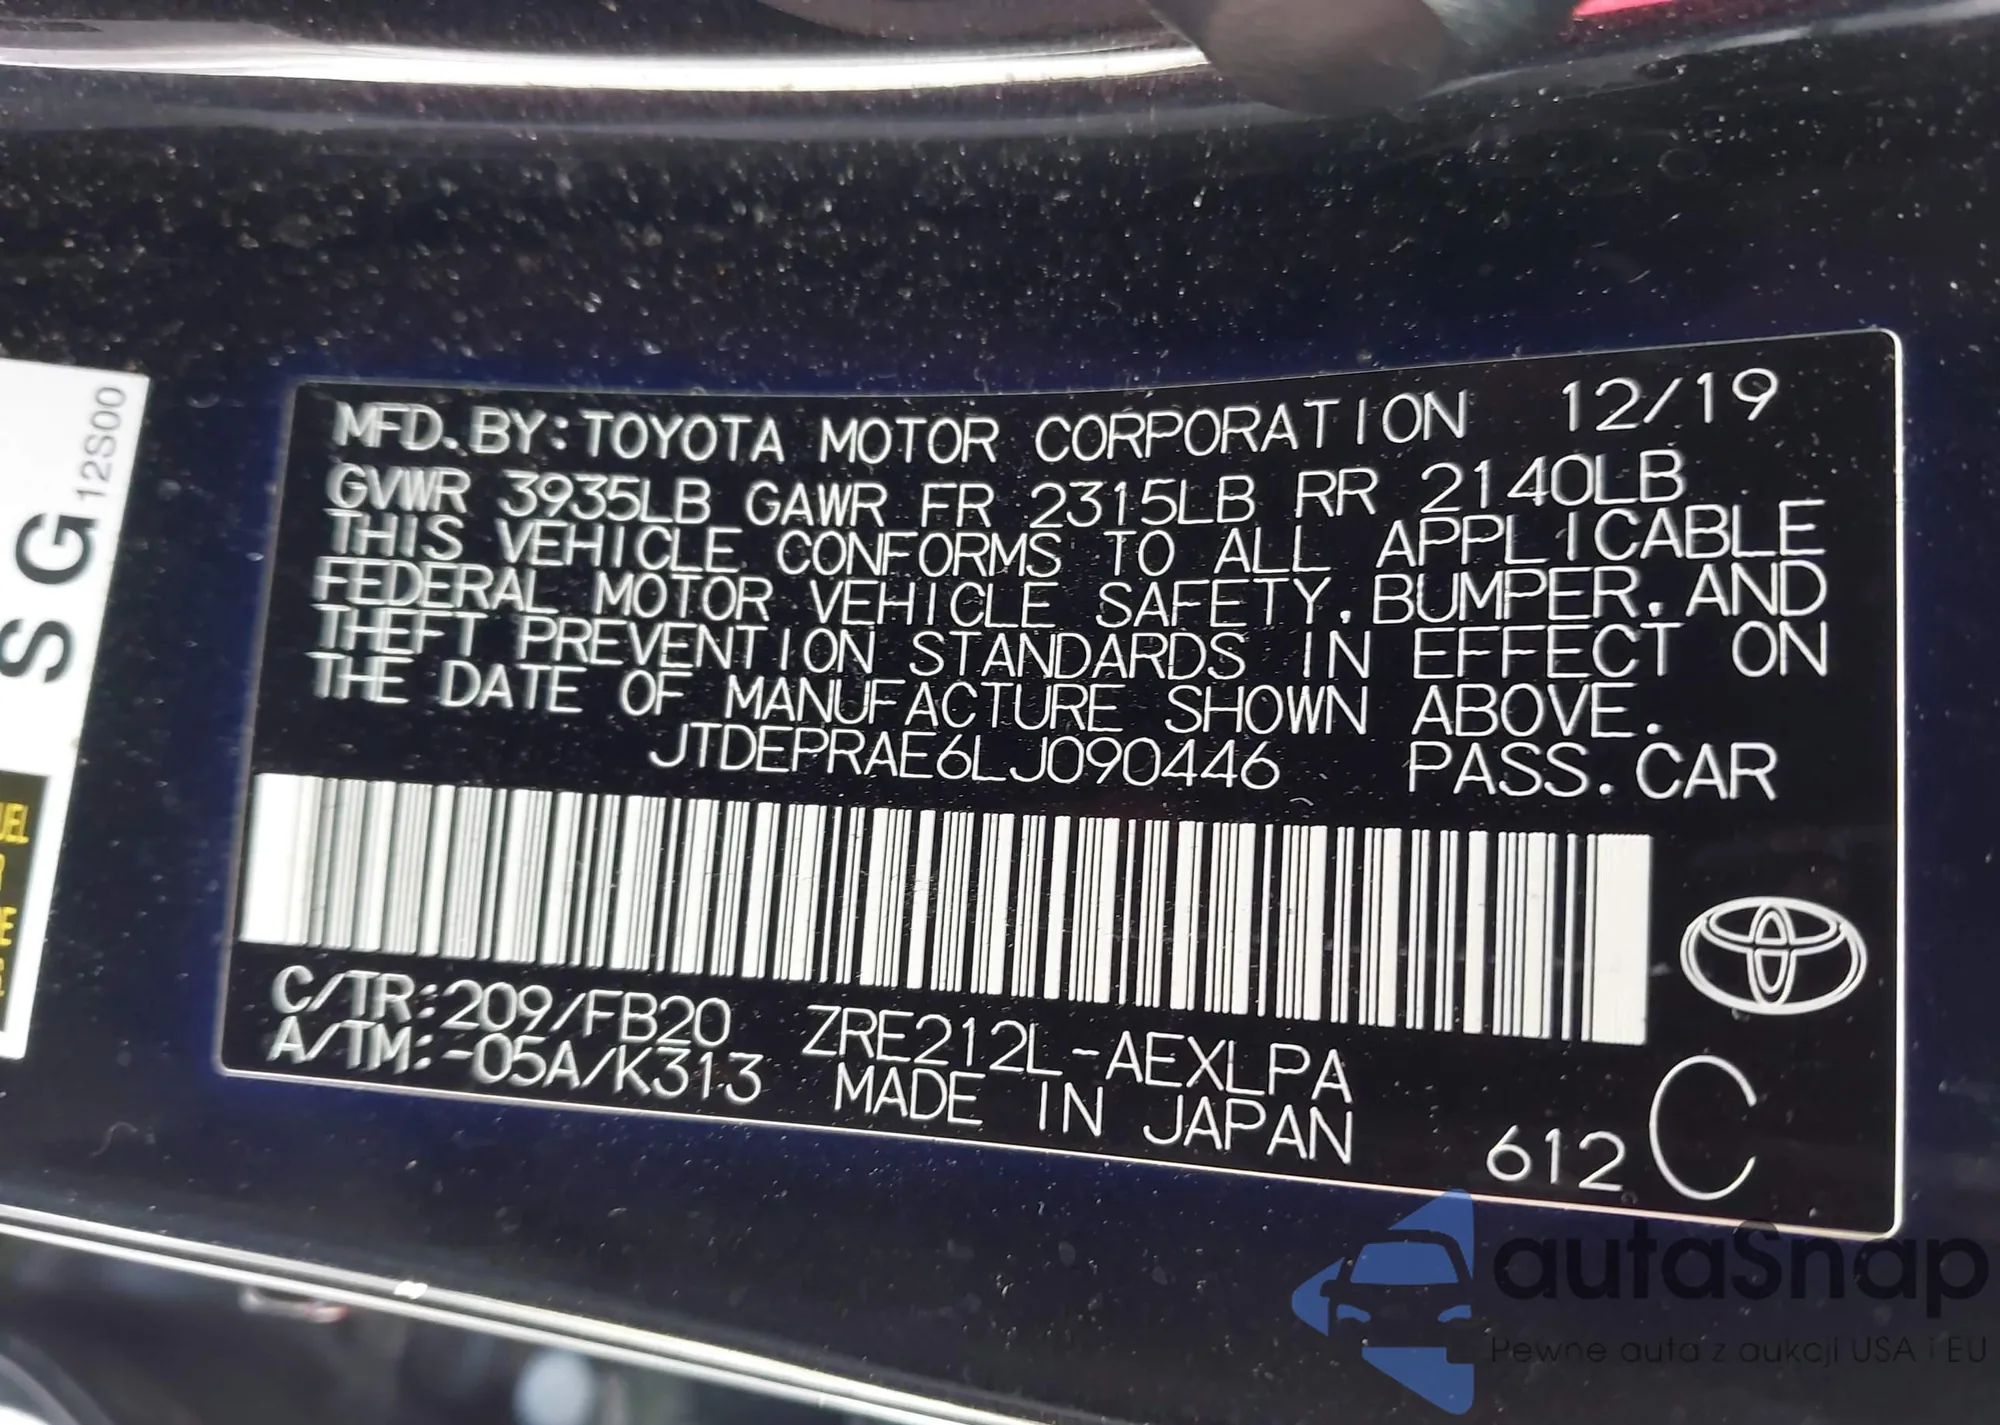 MFD. BY: TOYOTA MOTOR CORPORATION 12/19
GVWR 3935LB GAWR FR 2315LB RR 2140LB
THIS VEHICLE CONFORMS TO ALL APPLICABLE
FEDERAL MOTOR VEHICLE SAFETY, BUMPER, AND
THEFT PREVENTION STANDARDS IN EFFECT ON
THE DATE OF MANUFACTURE SHOWN ABOVE.
JTDEPRAE6LJ090446 PASS. CAR
C/TR: 209/FB20 ZRE212L-AEXLPA
A/TM: -05A/K313 MADE IN JAPAN
612 C
SG 12S00
autaSnap
Pewne auta z aukcji USA i EU